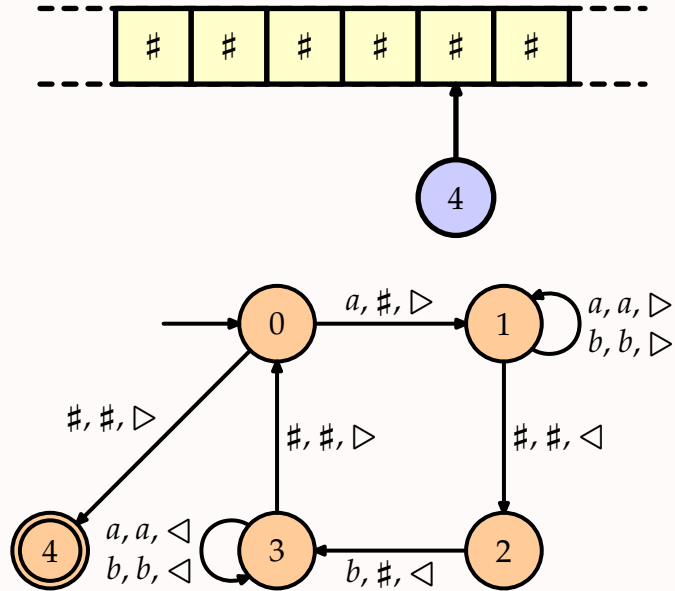 ♯ ♯ ♯ ♯ ♯ ♯
4
0
a, ♯, ▷
1
a, a, ▷
b, b, ▷
♯, ♯, ▷
♯, ♯, ▷
♯, ♯, ◁
4
a, a, ◁
b, b, ◁
3
b, ♯, ◁
2